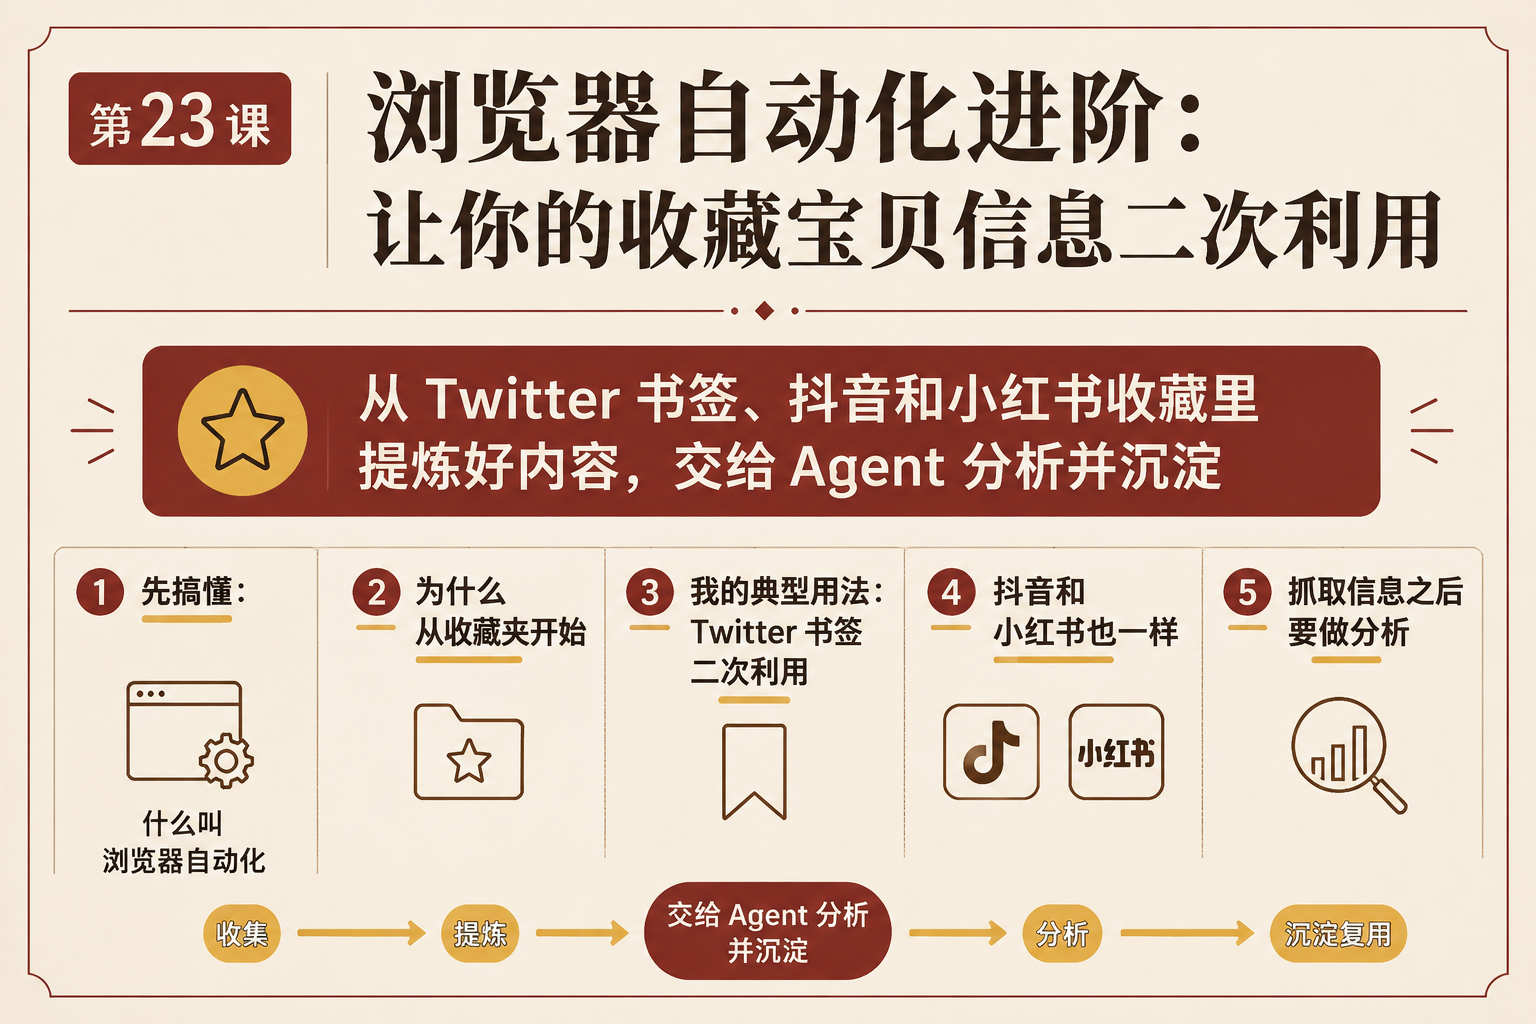 第23课
浏览器自动化进阶：
让你的收藏宝贝信息二次利用
从 Twitter 书签、抖音和小红书收藏里
提炼好内容，交给 Agent 分析并沉淀
1 先搞懂：
什么叫
浏览器自动化
2 为什么
从收藏夹开始
3 我的典型用法：
Twitter 书签
二次利用
4 抖音和
小红书也一样
小红书
5 抓取信息之后
要做分析
收集
提炼
交给 Agent 分析
并沉淀
分析
沉淀复用